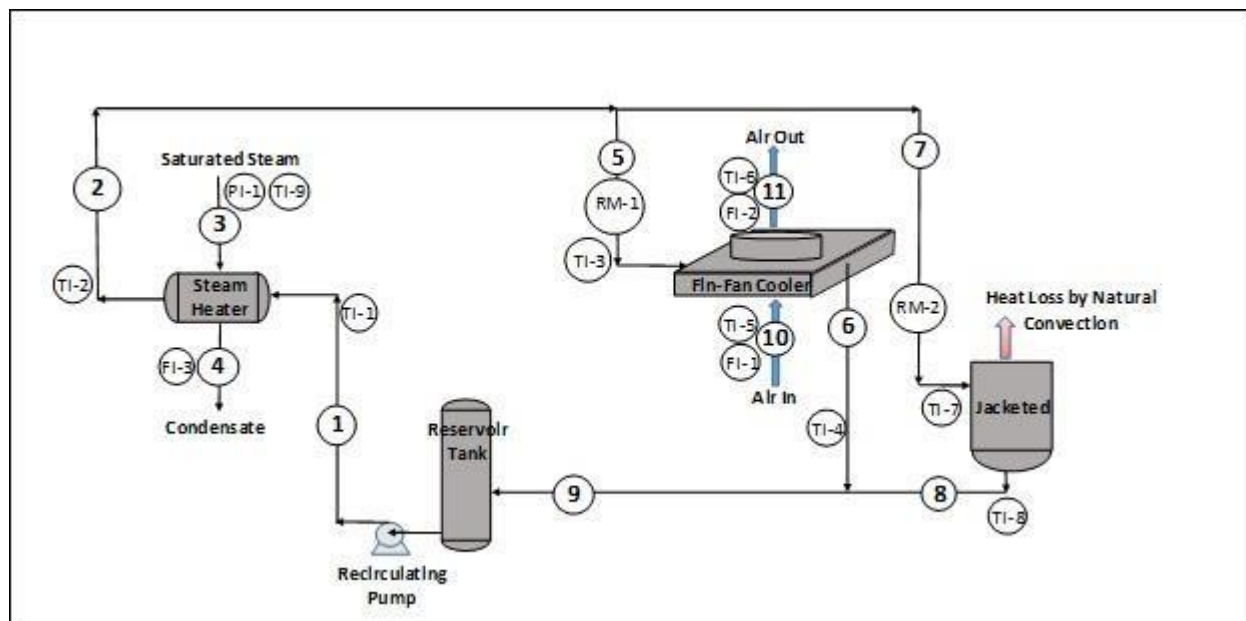 Air Out
7
5
TI-6
2
Saturated Steam
11
PI-1
TI-9
RM-1
FI-2
3
TI-3
TI-2
Steam
Heater
Fin-Fan Cooler
Heat Loss by Natural
Convection
TI-1
TI-5
6
RM-2
10
FI-3
4
FI-1
Air In
Jacketed
TI-7
Condensate
1
Reservoir
Tank
TI-4
9
8
TI-8
Recirculating
Pump